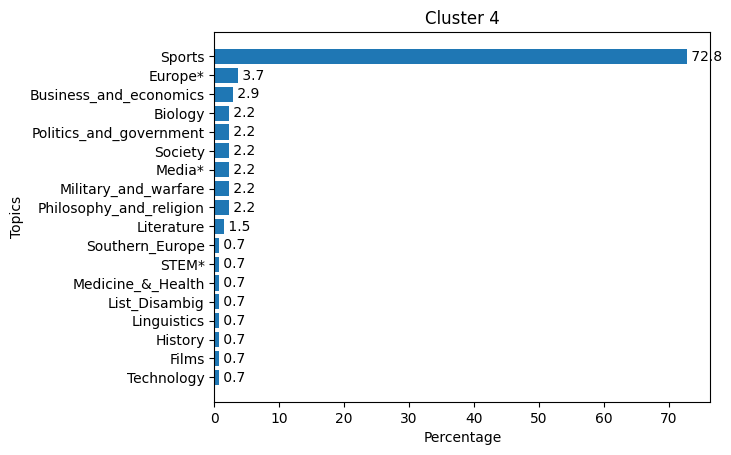 Cluster 4
Sports 72.8
Europe* 3.7
Business_and_economics 2.9
Biology 2.2
Politics_and_government 2.2
Society 2.2
Media* 2.2
Military_and_warfare 2.2
Philosophy_and_religion 2.2
Literature 1.5
Southern_Europe 0.7
STEM* 0.7
Medicine_&_Health 0.7
List_Disambig 0.7
Linguistics 0.7
History 0.7
Films 0.7
Technology 0.7
Topics
0 10 20 30 40 50 60 70
Percentage